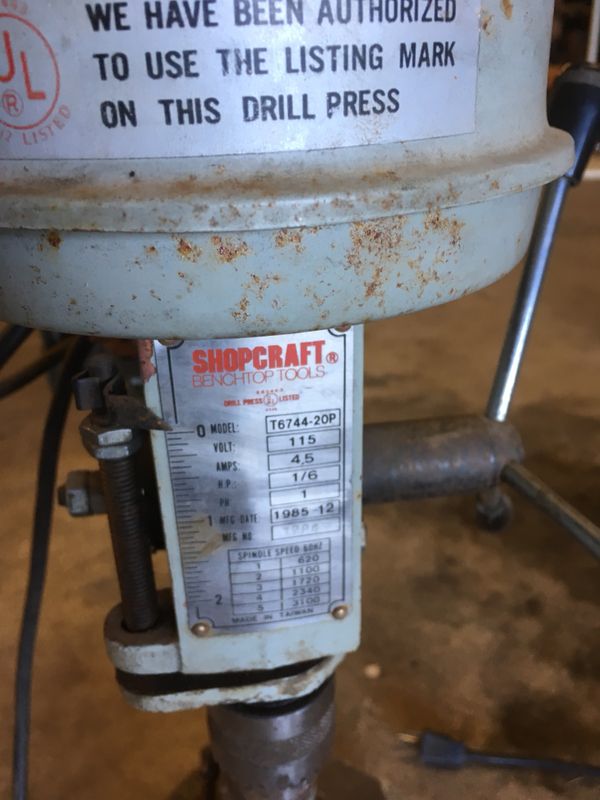 WE HAVE BEEN AUTHORIZED
TO USE THE LISTING MARK
ON THIS DRILL PRESS
UL
®
LISTED
SHOPCRAFT®
BENCHTOP TOOLS
DRILL PRESS UL LISTED
0 MODEL: T6744-20P
VOLT: 115
AMPS: 4.5
H.P.: 1/6
PH 1
1 MFG DATE: 1985 12
MFG NO.
SPINDLE SPEED 60HZ
1 620
2 1100
3 1720
2 4 2340
5 3100
MADE IN TAIWAN